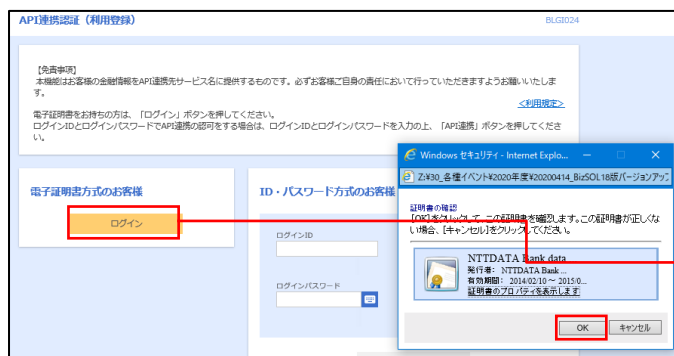 API連携認証（利用登録）
BLGI024
【免責事項】
本機能はお客様の金融情報をAPI連携先サービス名に提供するものです。必ずお客様ご自身の責任において行っていただきますようお願いいたしま
す。
<利用規定>
電子証明書をお持ちの方は、「ログイン」ボタンを押してください。
ログインIDとログインパスワードでAPI連携の認可をする場合は、ログインIDとログインパスワードを入力の上、「API連携」ボタンを押してくださ
い。
電子証明書方式のお客様
ログイン
ID・パスワード方式のお客様
ログインID
ログインパスワード
Windows セキュリティ - Internet Explo...
Z:¥30_各種イベント¥2020年度¥20200414_BizSOL18版バージョンアップ
証明書の確認
[OK]をクリックして、この証明書を確認します。この証明書が正しくな
い場合、[キャンセル]をクリックしてください。
NTTDATA Bank data
発行者: NTTDATA Bank ...
有効期間: 2014/02/10 ～ 2015/0...
証明書のプロパティを表示します
OK
キャンセル